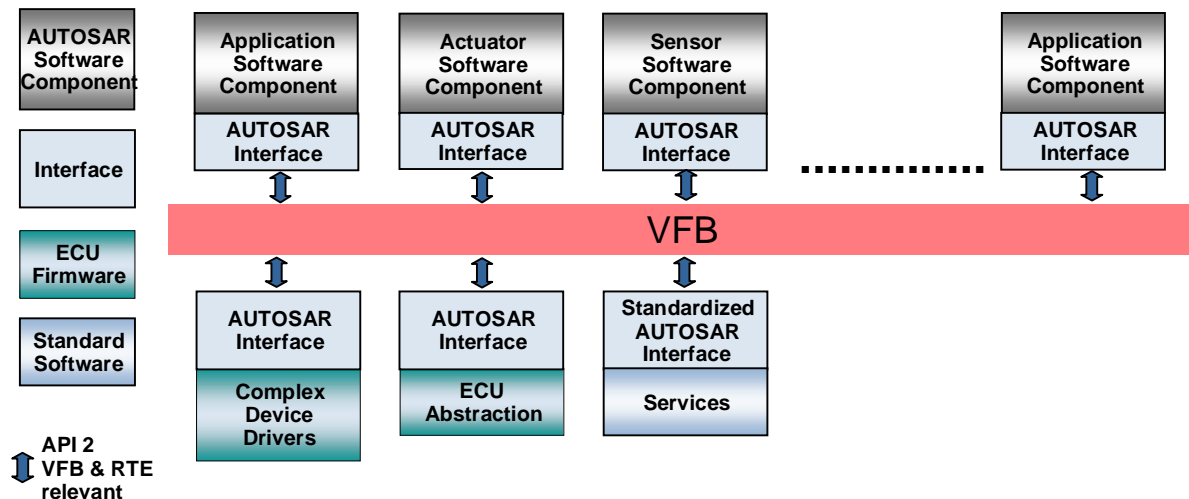 AUTOSAR
Software
Component
Interface
ECU
Firmware
Standard
Software
API 2
VFB & RTE
relevant
Application
Software
Component
AUTOSAR
Interface
Actuator
Software
Component
AUTOSAR
Interface
Sensor
Software
Component
AUTOSAR
Interface
Application
Software
Component
AUTOSAR
Interface
VFB
AUTOSAR
Interface
Complex
Device
Drivers
AUTOSAR
Interface
ECU
Abstraction
Standardized
AUTOSAR
Interface
Services